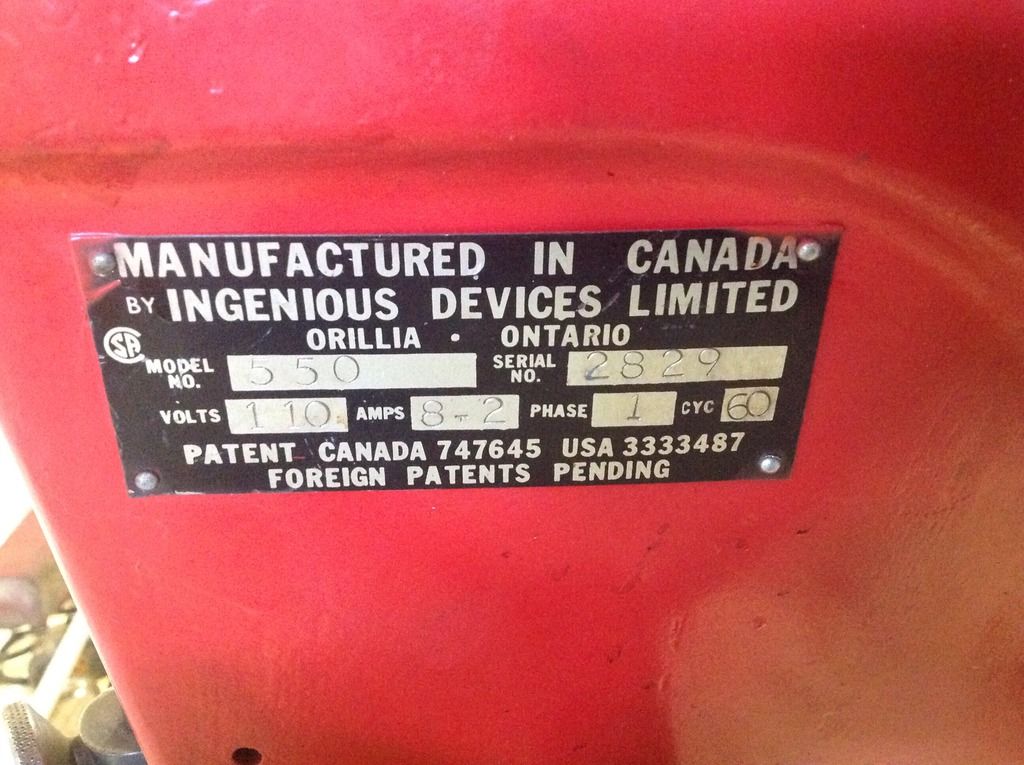 MANUFACTURED IN CANADA
BY INGENIOUS DEVICES LIMITED
ORILLIA · ONTARIO
SA MODEL NO. 550 SERIAL NO. 2829
VOLTS 110 AMPS 8-2 PHASE 1 CYC 60
PATENT CANADA 747645 USA 3333487
FOREIGN PATENTS PENDING